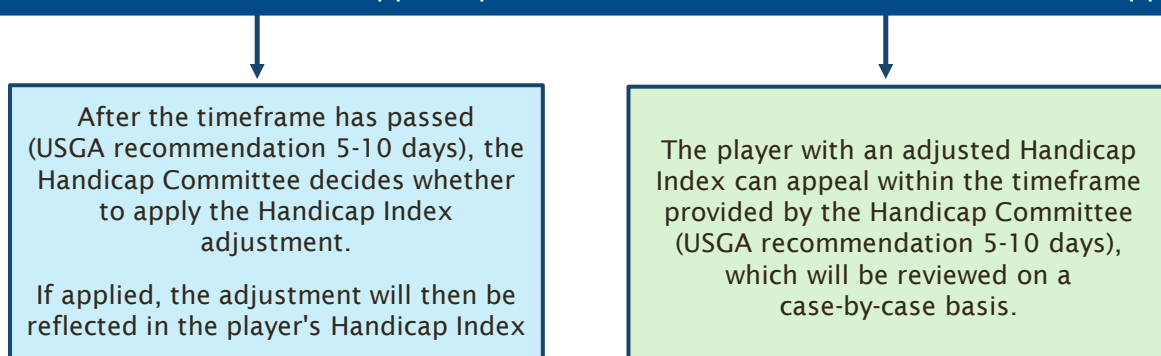 After the timeframe has passed
(USGA recommendation 5-10 days), the
Handicap Committee decides whether
to apply the Handicap Index
adjustment.
If applied, the adjustment will then be
reflected in the player's Handicap Index
The player with an adjusted Handicap
Index can appeal within the timeframe
provided by the Handicap Committee
(USGA recommendation 5-10 days),
which will be reviewed on a
case-by-case basis.